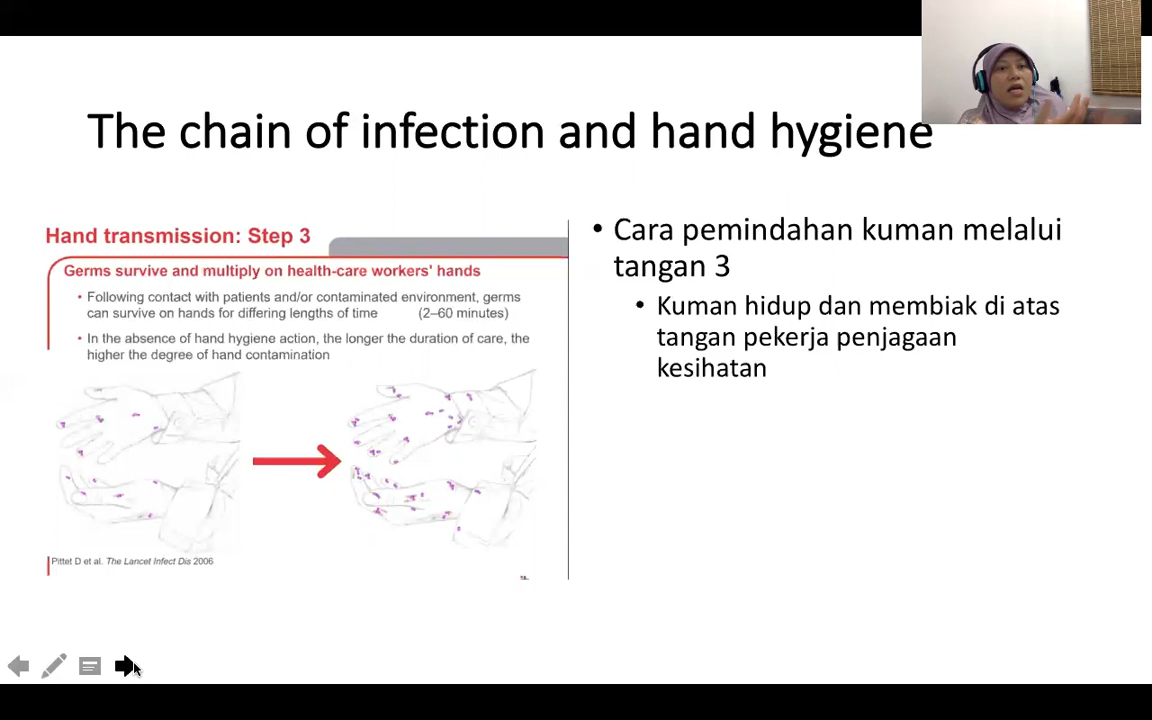 The chain of infection and hand hygiene
Hand transmission: Step 3
Germs survive and multiply on health-care workers' hands
• Following contact with patients and/or contaminated environment, germs
can survive on hands for differing lengths of time (2–60 minutes)
• In the absence of hand hygiene action, the longer the duration of care, the
higher the degree of hand contamination
Pittet D et al. The Lancet Infect Dis 2006
• Cara pemindahan kuman melalui
tangan 3
• Kuman hidup dan membiak di atas
tangan pekerja penjagaan
kesihatan